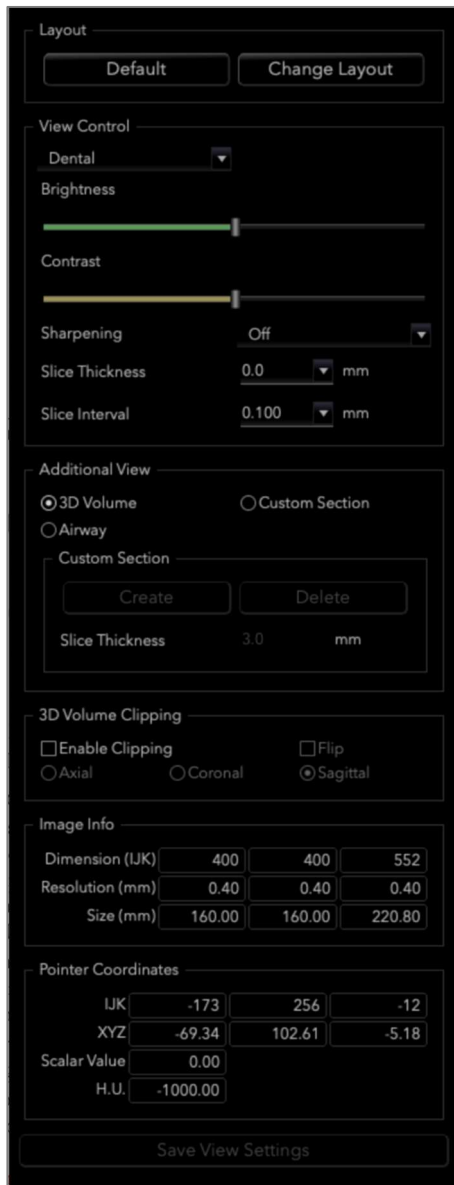 Layout
Default Change Layout
View Control
Dental
Brightness
Contrast
Sharpening Off
Slice Thickness 0.0 mm
Slice Interval 0.100 mm
Additional View
3D Volume Custom Section
Airway
Custom Section
Create Delete
Slice Thickness 3.0 mm
3D Volume Clipping
Enable Clipping Flip
Axial Coronal Sagittal
Image Info
Dimension (IJK) 400 400 552
Resolution (mm) 0.40 0.40 0.40
Size (mm) 160.00 160.00 220.80
Pointer Coordinates
IJK -173 256 -12
XYZ -69.34 102.61 -5.18
Scalar Value 0.00
H.U. -1000.00
Save View Settings